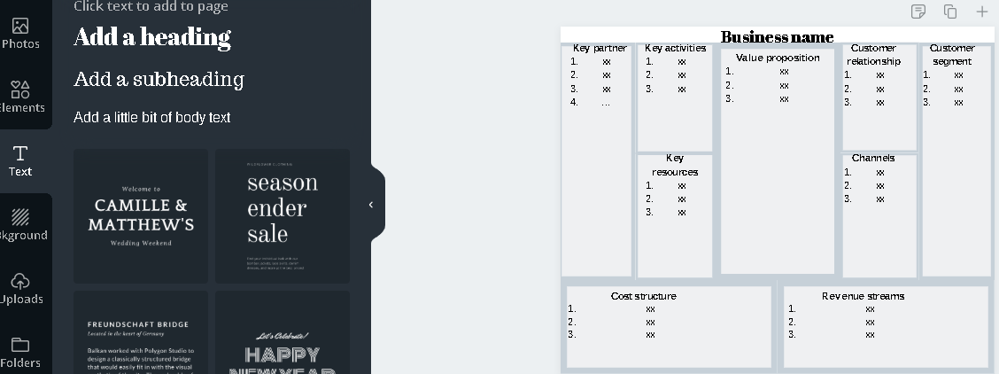 Click text to add to page
Add a heading
Add a subheading
Add a little bit of body text
Photos
Elements
Text
kground
Uploads
Folders
Welcome to
CAMILLE &
MATTHEW'S
Wedding Weekend
WILDFLOWER CLOTHING
season
ender
sale
FREUNDSCHAFT BRIDGE
Located in the heart of Germany
Balkan worked with Polygon Studio to
design a classically structured bridge
that would easily fit in with the visual
Let's Celebrate!
HAPPY
NEW YEAR
Business name
Key partner
1. xx
2. xx
3. xx
4. ...
Key activities
1. xx
2. xx
3. xx
Key
resources
1. xx
2. xx
3. xx
Value proposition
1. xx
2. xx
3. xx
Customer
relationship
1. xx
2. xx
3. xx
Channels
1. xx
2. xx
3. xx
Customer
segment
1. xx
2. xx
3. xx
Cost structure
1. xx
2. xx
3. xx
Revenue streams
1. xx
2. xx
3. xx